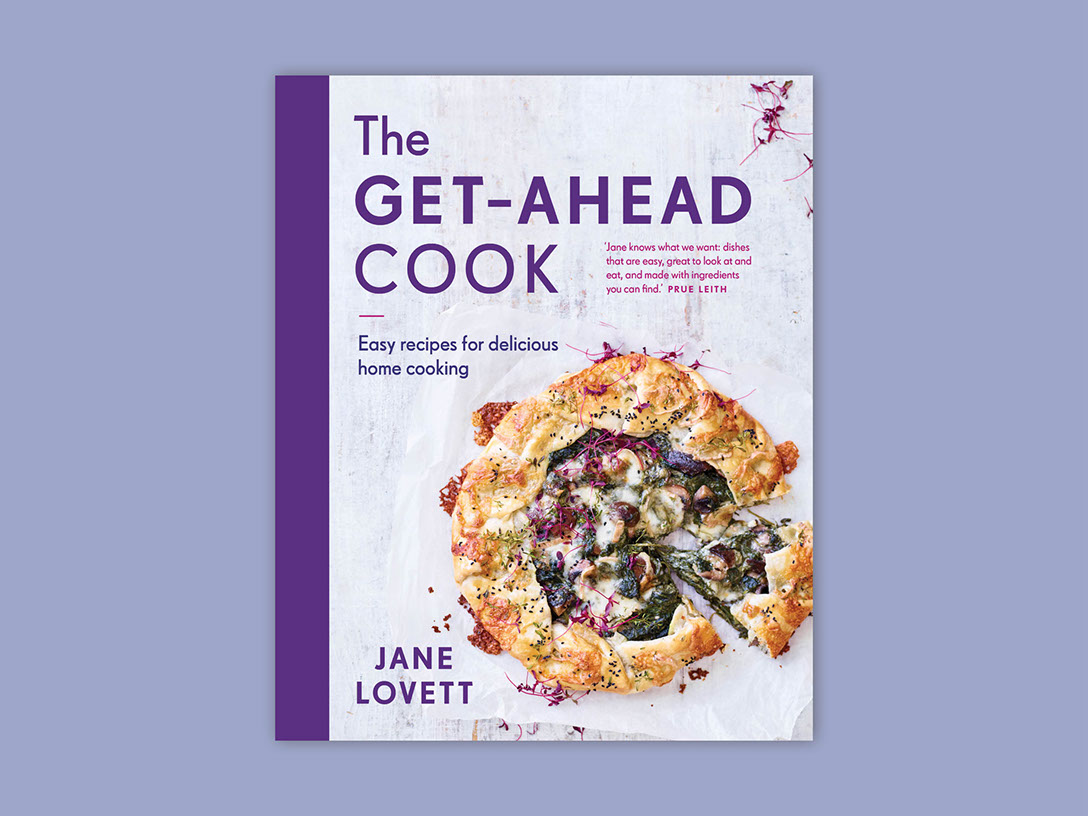 The
GET-AHEAD
COOK
'Jane knows what we want: dishes
that are easy, great to look at and
eat, and made with ingredients
you can find.' PRUE LEITH
Easy recipes for delicious
home cooking
JANE
LOVETT